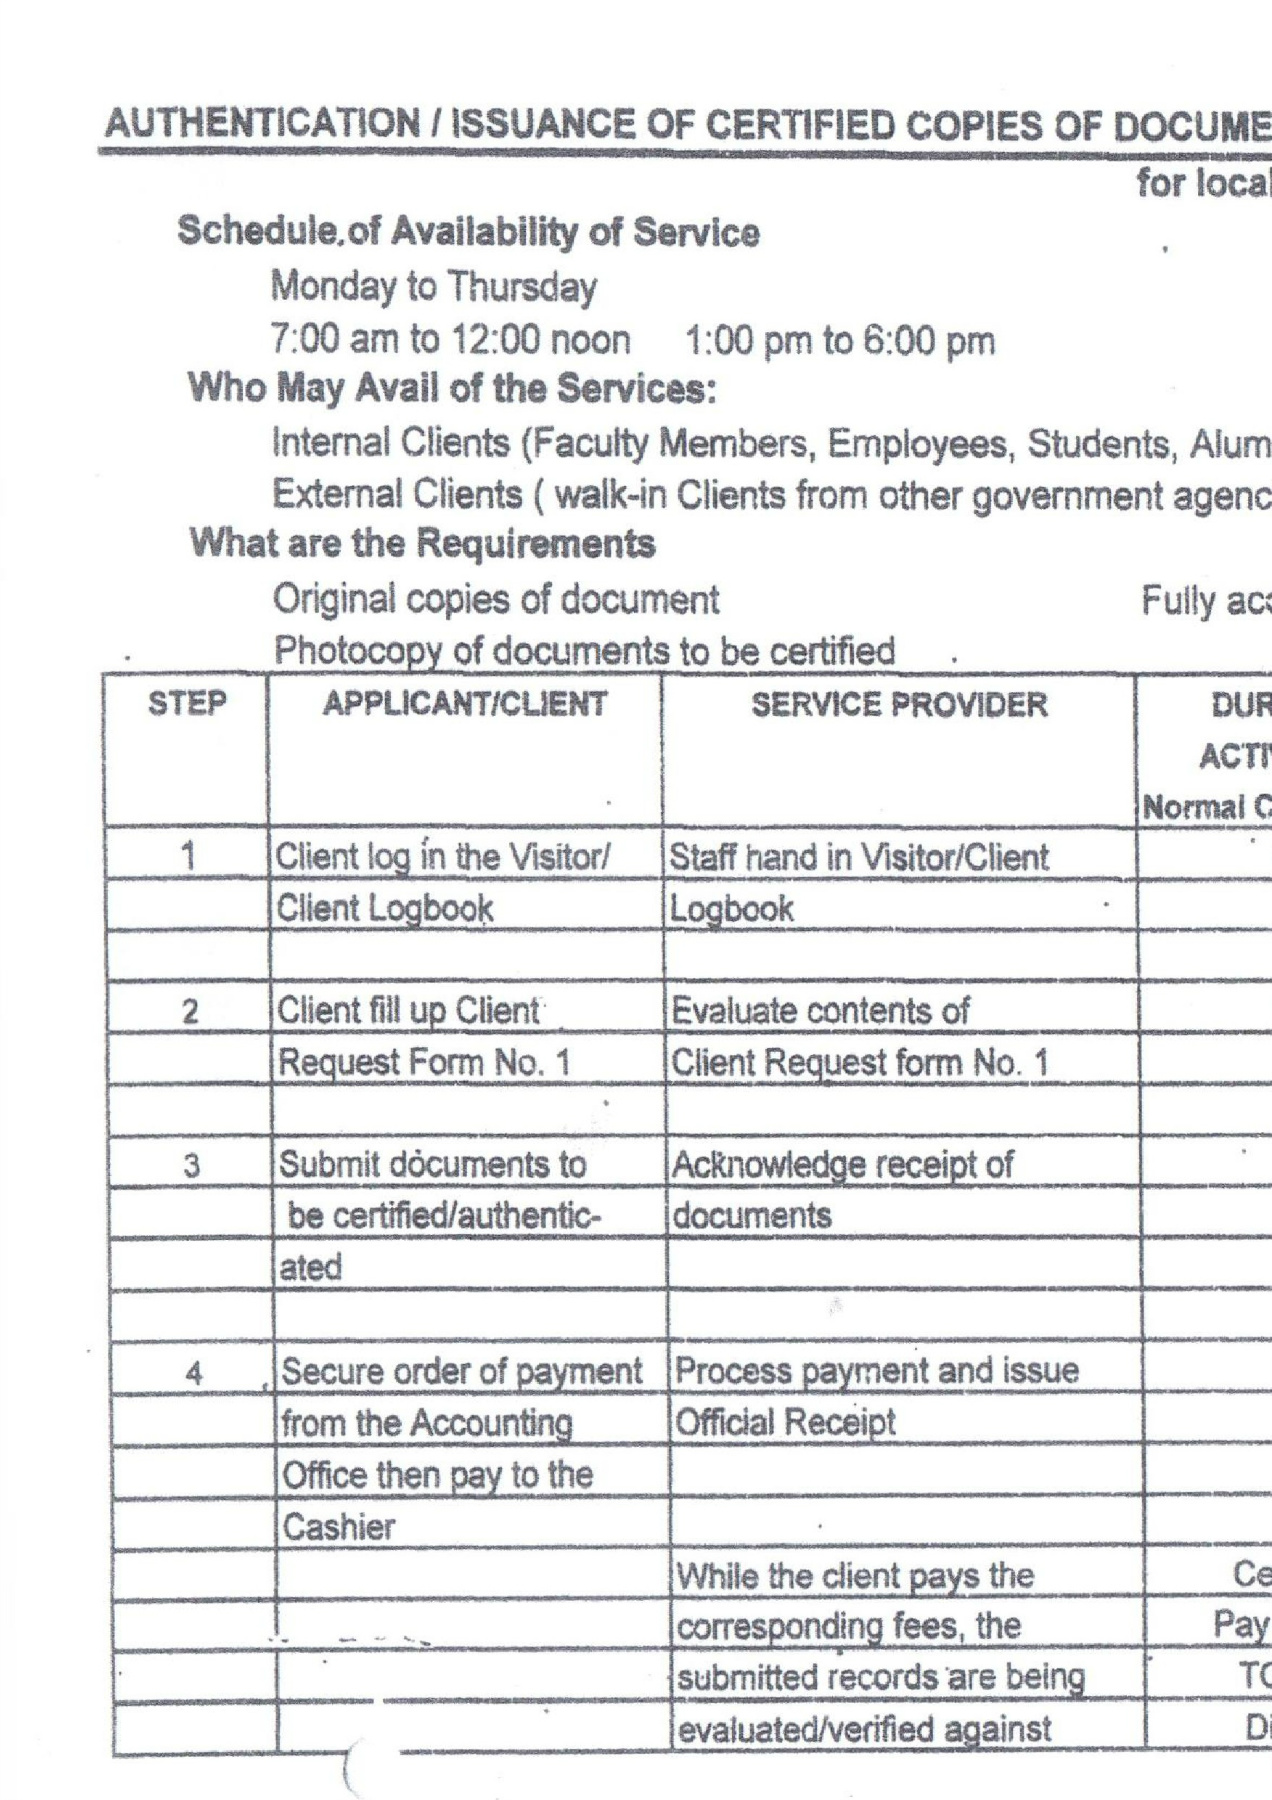 AUTHENTICATION / ISSUANCE OF CERTIFIED COPIES OF DOCUME
for local
Schedule of Availability of Service
Monday to Thursday
7:00 am to 12:00 noon 1:00 pm to 6:00 pm
Who May Avail of the Services:
Internal Clients (Faculty Members, Employees, Students, Alum
External Clients ( walk-in Clients from other government agenc
What are the Requirements
Original copies of document Fully acc
Photocopy of documents to be certified
STEP APPLICANT/CLIENT SERVICE PROVIDER DUR
ACTIV
Normal C
1 Client log in the Visitor/ Staff hand in Visitor/Client
Client Logbook Logbook
2 Client fill up Client Evaluate contents of
Request Form No. 1 Client Request form No. 1
3 Submit documents to Acknowledge receipt of
be certified/authentic- documents
ated
4 Secure order of payment Process payment and issue
from the Accounting Official Receipt
Office then pay to the
Cashier
While the client pays the Ce
corresponding fees, the Pay
submitted records are being TO
evaluated/verified against Di